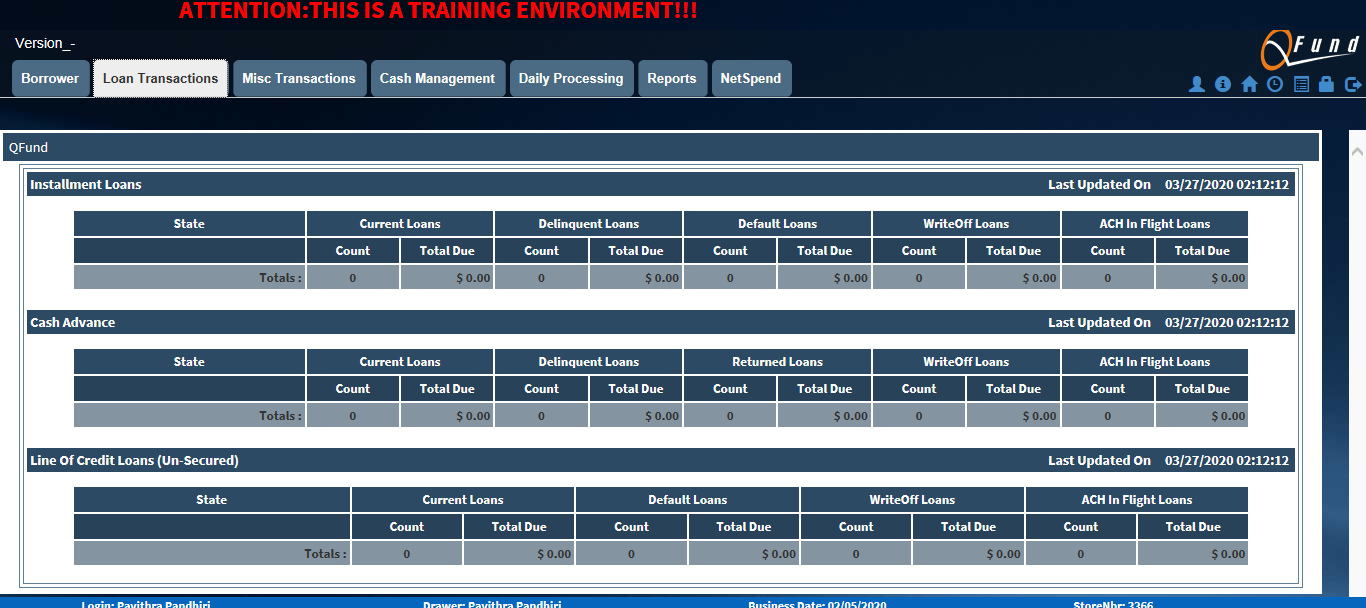 ATTENTION:THIS IS A TRAINING ENVIRONMENT!!!
Version_-
QFund
Borrower Loan Transactions Misc Transactions Cash Management Daily Processing Reports NetSpend
QFund
Installment Loans Last Updated On 03/27/2020 02:12:12
State Current Loans Delinquent Loans Default Loans WriteOff Loans ACH In Flight Loans
Count Total Due Count Total Due Count Total Due Count Total Due Count Total Due
Totals : 0 $ 0.00 0 $ 0.00 0 $ 0.00 0 $ 0.00 0 $ 0.00
Cash Advance Last Updated On 03/27/2020 02:12:12
State Current Loans Delinquent Loans Returned Loans WriteOff Loans ACH In Flight Loans
Count Total Due Count Total Due Count Total Due Count Total Due Count Total Due
Totals : 0 $ 0.00 0 $ 0.00 0 $ 0.00 0 $ 0.00 0 $ 0.00
Line Of Credit Loans (Un-Secured) Last Updated On 03/27/2020 02:12:12
State Current Loans Default Loans WriteOff Loans ACH In Flight Loans
Count Total Due Count Total Due Count Total Due Count Total Due
Totals : 0 $ 0.00 0 $ 0.00 0 $ 0.00 0 $ 0.00
Login: Pavithra Pandhiri Drawer: Pavithra Pandhiri Business Date: 02/05/2020 StoreNbr: 3366